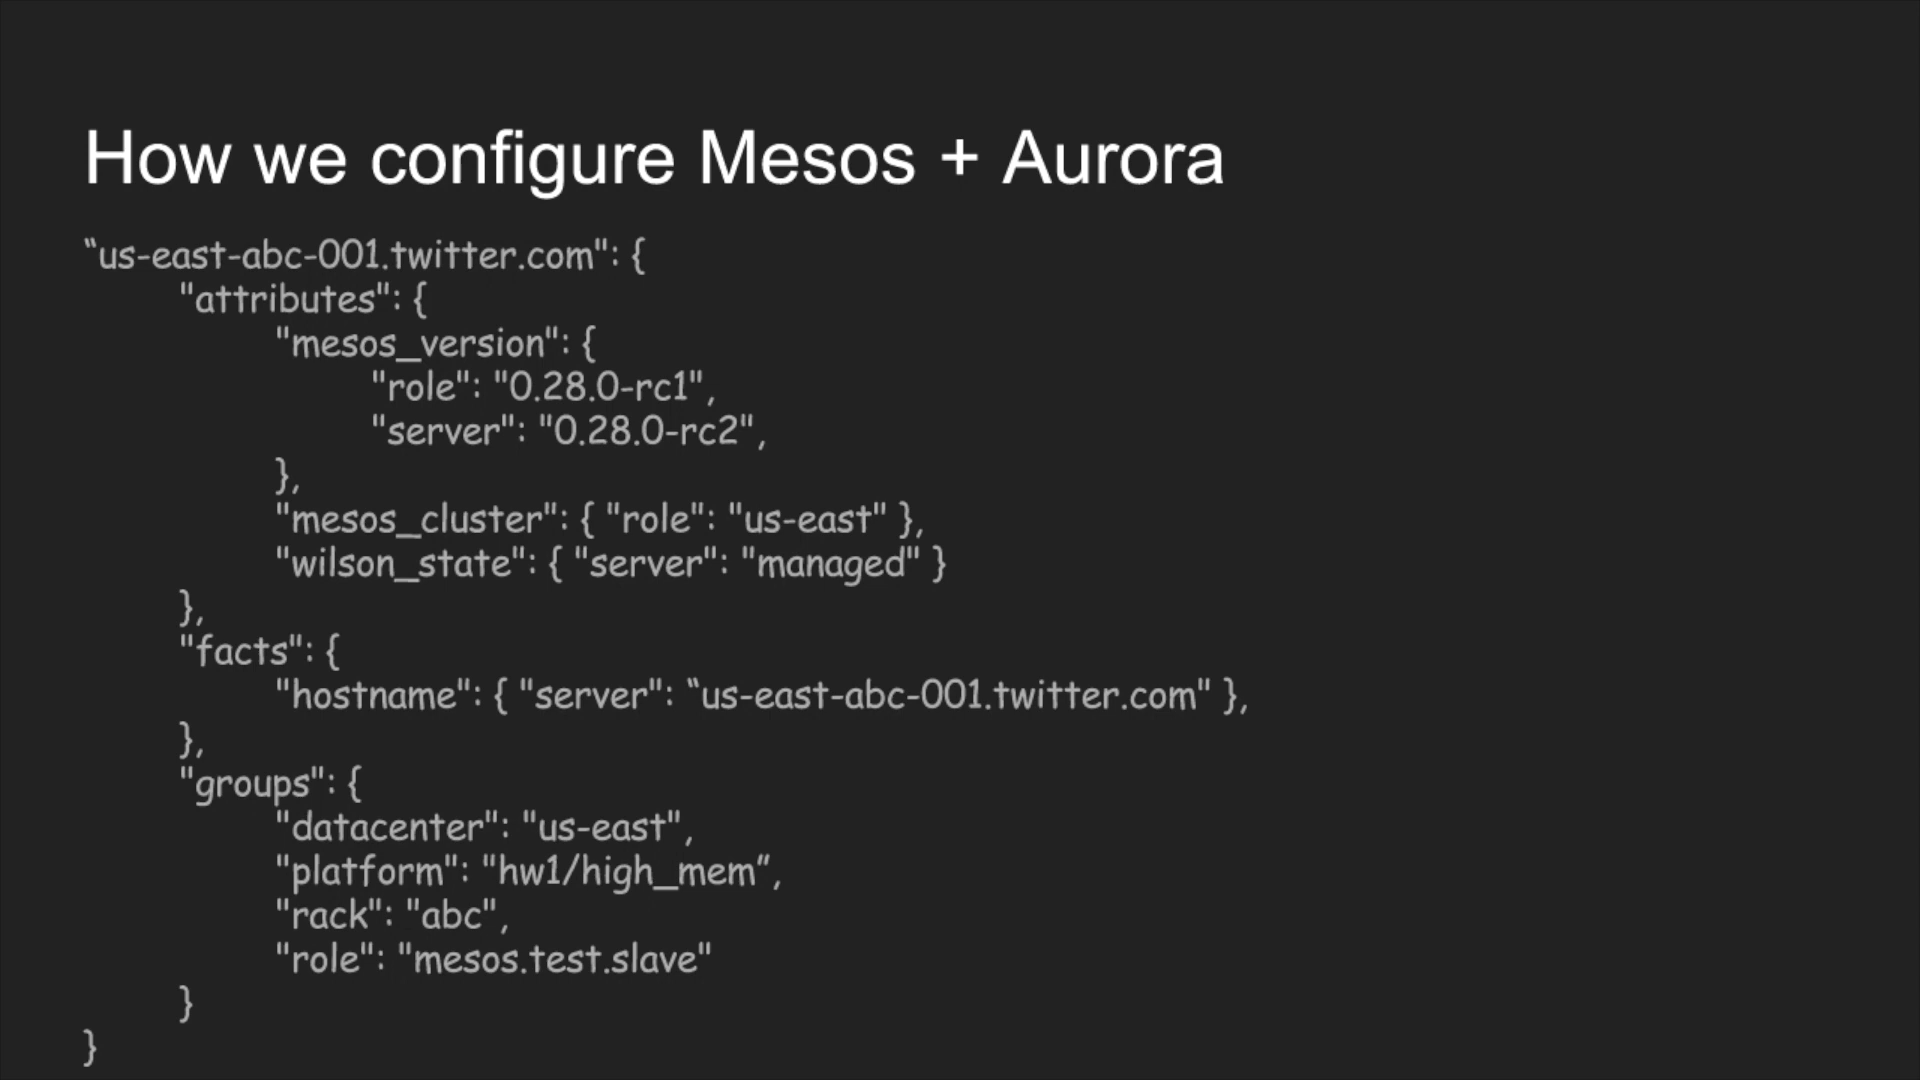 How we configure Mesos + Aurora
“us-east-abc-001.twitter.com": {
"attributes": {
"mesos_version": {
"role": "0.28.0-rc1",
"server": "0.28.0-rc2",
},
"mesos_cluster": { "role": "us-east" },
"wilson_state": { "server": "managed" }
},
"facts": {
"hostname": { "server": “us-east-abc-001.twitter.com" },
},
"groups": {
"datacenter": "us-east",
"platform": "hw1/high_mem”,
"rack": "abc",
"role": "mesos.test.slave"
}
}